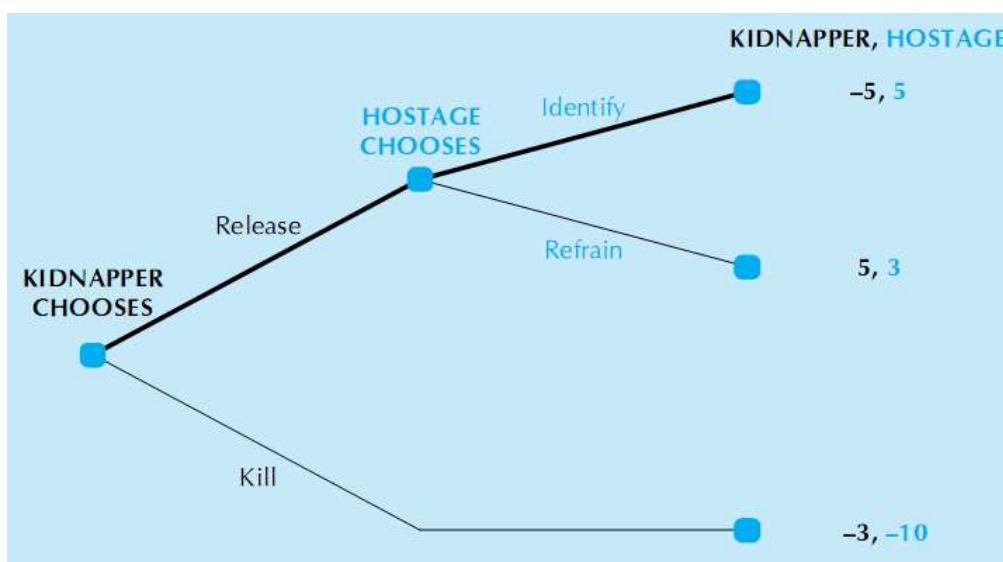 KIDNAPPER, HOSTAGE
–5, 5
Identify
HOSTAGE
CHOOSES
Release
Refrain
5, 3
KIDNAPPER
CHOOSES
Kill
–3, –10